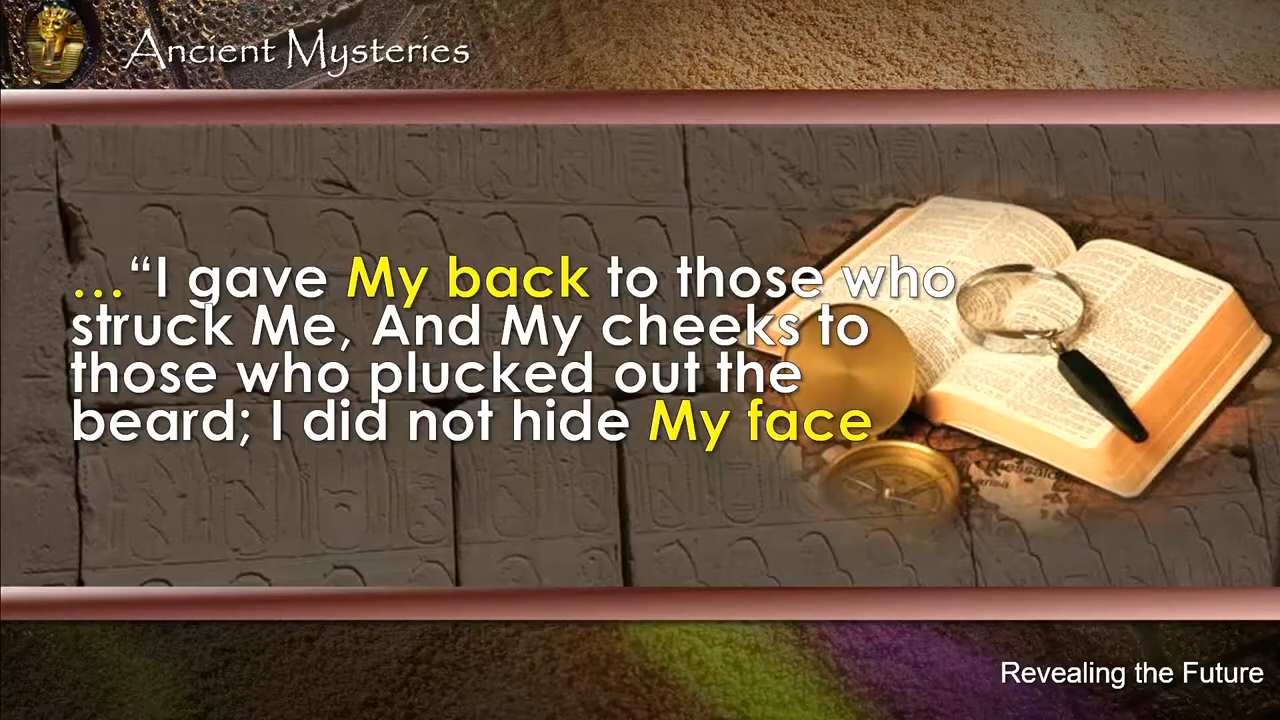 Ancient Mysteries
…“I gave My back to those who
struck Me, And My cheeks to
those who plucked out the
beard; I did not hide My face
Revealing the Future